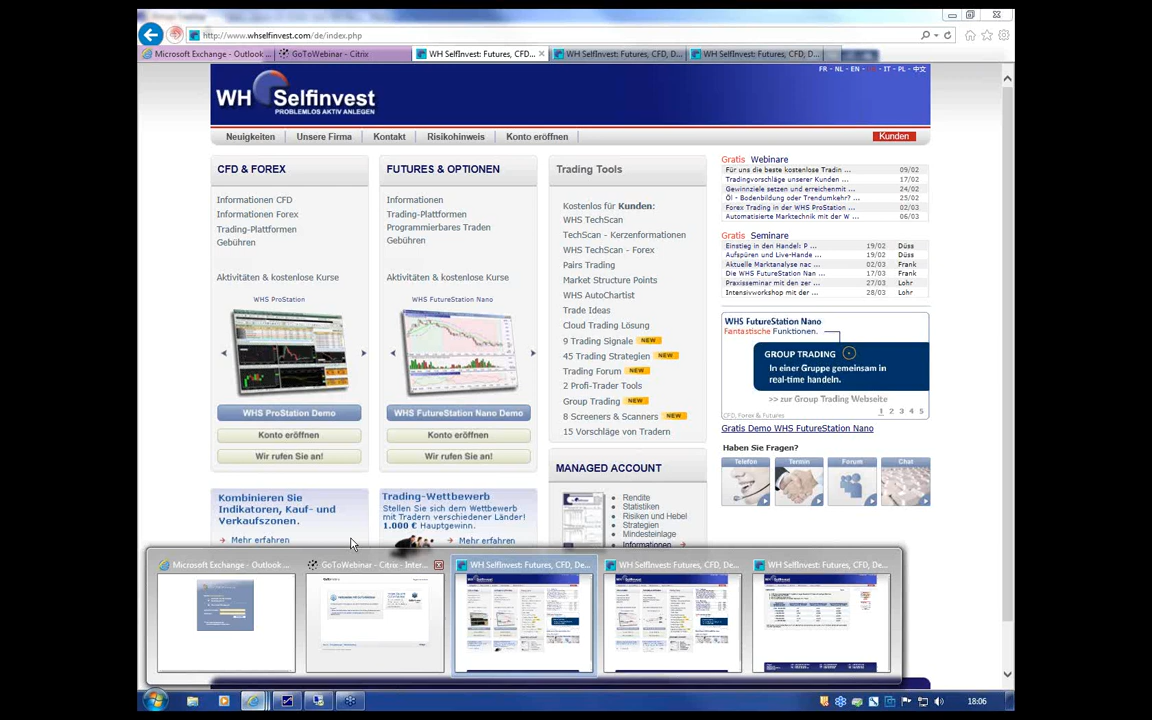 http://www.whselfinvest.com/de/index.php
Microsoft Exchange - Outlook ...
GoToWebinar - Citrix
WH SelfInvest: Futures, CFD...
WH SelfInvest: Futures, CFD, D...
WH SelfInvest: Futures, CFD, D...
FR - NL - EN - - IT - PL - 中文
WH Selfinvest
PROBLEMLOS AKTIV ANLEGEN
Neuigkeiten
Unsere Firma
Kontakt
Risikohinweis
Konto eröffnen
Kunden
CFD & FOREX
Informationen CFD
Informationen Forex
Trading-Plattformen
Gebühren
Aktivitäten & kostenlose Kurse
WHS ProStation
WHS ProStation Demo
Konto eröffnen
Wir rufen Sie an!
FUTURES & OPTIONEN
Informationen
Trading-Plattformen
Programmierbares Traden
Gebühren
Aktivitäten & kostenlose Kurse
WHS FutureStation Nano
WHS FutureStation Nano Demo
Konto eröffnen
Wir rufen Sie an!
Trading Tools
Kostenlos für Kunden:
WHS TechScan
TechScan - Kerzenformationen
WHS TechScan - Forex
Pairs Trading
Market Structure Points
WHS AutoChartist
Trade Ideas
Cloud Trading Lösung
9 Trading Signale NEW
45 Trading Strategien NEW
Trading Forum NEW
2 Profi-Trader Tools
Group Trading NEW
8 Screeners & Scanners NEW
15 Vorschläge von Tradern
Gratis Webinare
Für uns die beste kostenlose Tradin ... 09/02
Tradingvorschläge unserer Kunden ... 17/02
Gewinnziele setzen und erreichenmit ... 24/02
Öl - Bodenbildung oder Trendumkehr? ... 25/02
Forex Trading in der WHS ProStation ... 02/03
Automatisierte Marktechnik mit der W ... 06/03
Gratis Seminare
Einstieg in den Handel: P ... 19/02 Düss
Aufspüren und Live-Hande ... 19/02 Düss
Aktuelle Marktanalyse nac ... 02/03 Frank
Die WHS FutureStation Nan ... 17/03 Frank
Praxisseminar mit den zer ... 27/03 Lohr
Intensivworkshop mit der ... 28/03 Lohr
WHS FutureStation Nano
Fantastische Funktionen.
GROUP TRADING
In einer Gruppe gemeinsam in
real-time handeln.
>> zur Group Trading Webseite
CFD, Forex & Futures
1 2 3 4 5
Gratis Demo WHS FutureStation Nano
Haben Sie Fragen?
Telefon
Termin
Forum
Chat
Kombinieren Sie
Indikatoren, Kauf- und
Verkaufszonen.
Mehr erfahren
Trading-Wettbewerb
Stellen Sie sich dem Wettbewerb
mit Tradern verschiedener Länder!
1.000 € Hauptgewinn.
Mehr erfahren
MANAGED ACCOUNT
Rendite
Statistiken
Risiken und Hebel
Strategien
Mindesteinlage
Informationen
Microsoft Exchange - Outlook ...
GoToWebinar - Citrix - Inter...
WH SelfInvest: Futures, CFD, De...
WH SelfInvest: Futures, CFD, De...
WH SelfInvest: Futures, CFD, De...
18:06